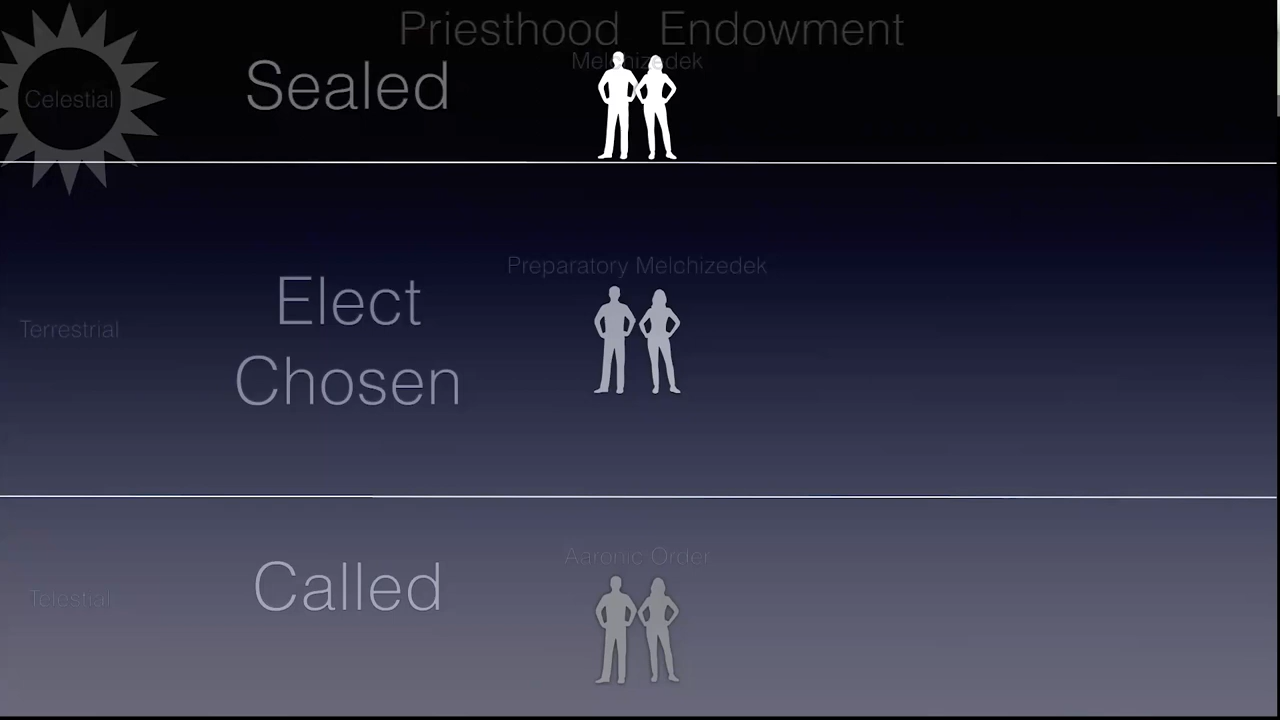 Priesthood Endowment
Melchizedek
Sealed
Celestial
Preparatory Melchizedek
Elect
Chosen
Terrestrial
Aaronic Order
Called
Telestial